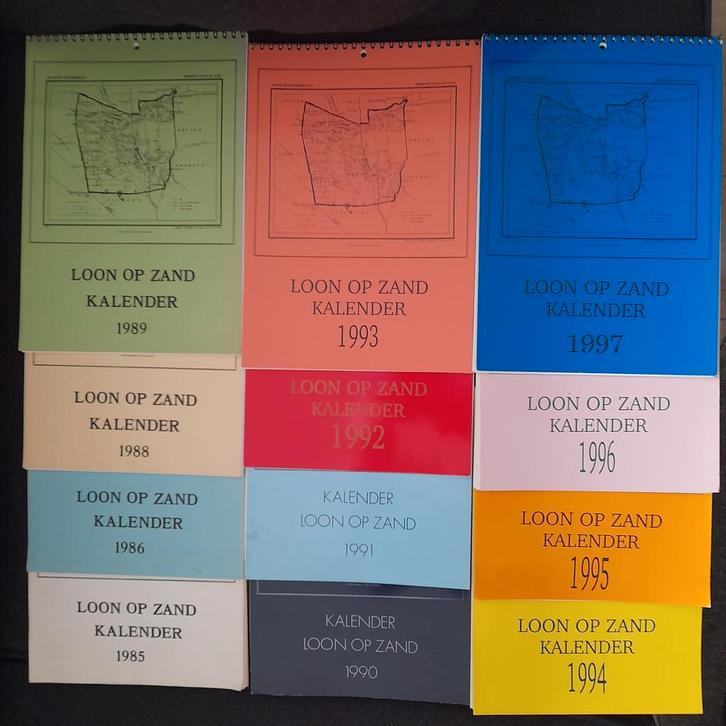 LOON OP ZAND
KALENDER
1989
LOON OP ZAND
KALENDER
1988
LOON OP ZAND
KALENDER
1986
LOON OP ZAND
KALENDER
1985
LOON OP ZAND
KALENDER
1993
LOON OP ZAND
KALENDER
1992
KALENDER
LOON OP ZAND
1991
KALENDER
LOON OP ZAND
1990
LOON OP ZAND
KALENDER
1997
LOON OP ZAND
KALENDER
1996
LOON OP ZAND
KALENDER
1995
LOON OP ZAND
KALENDER
1994